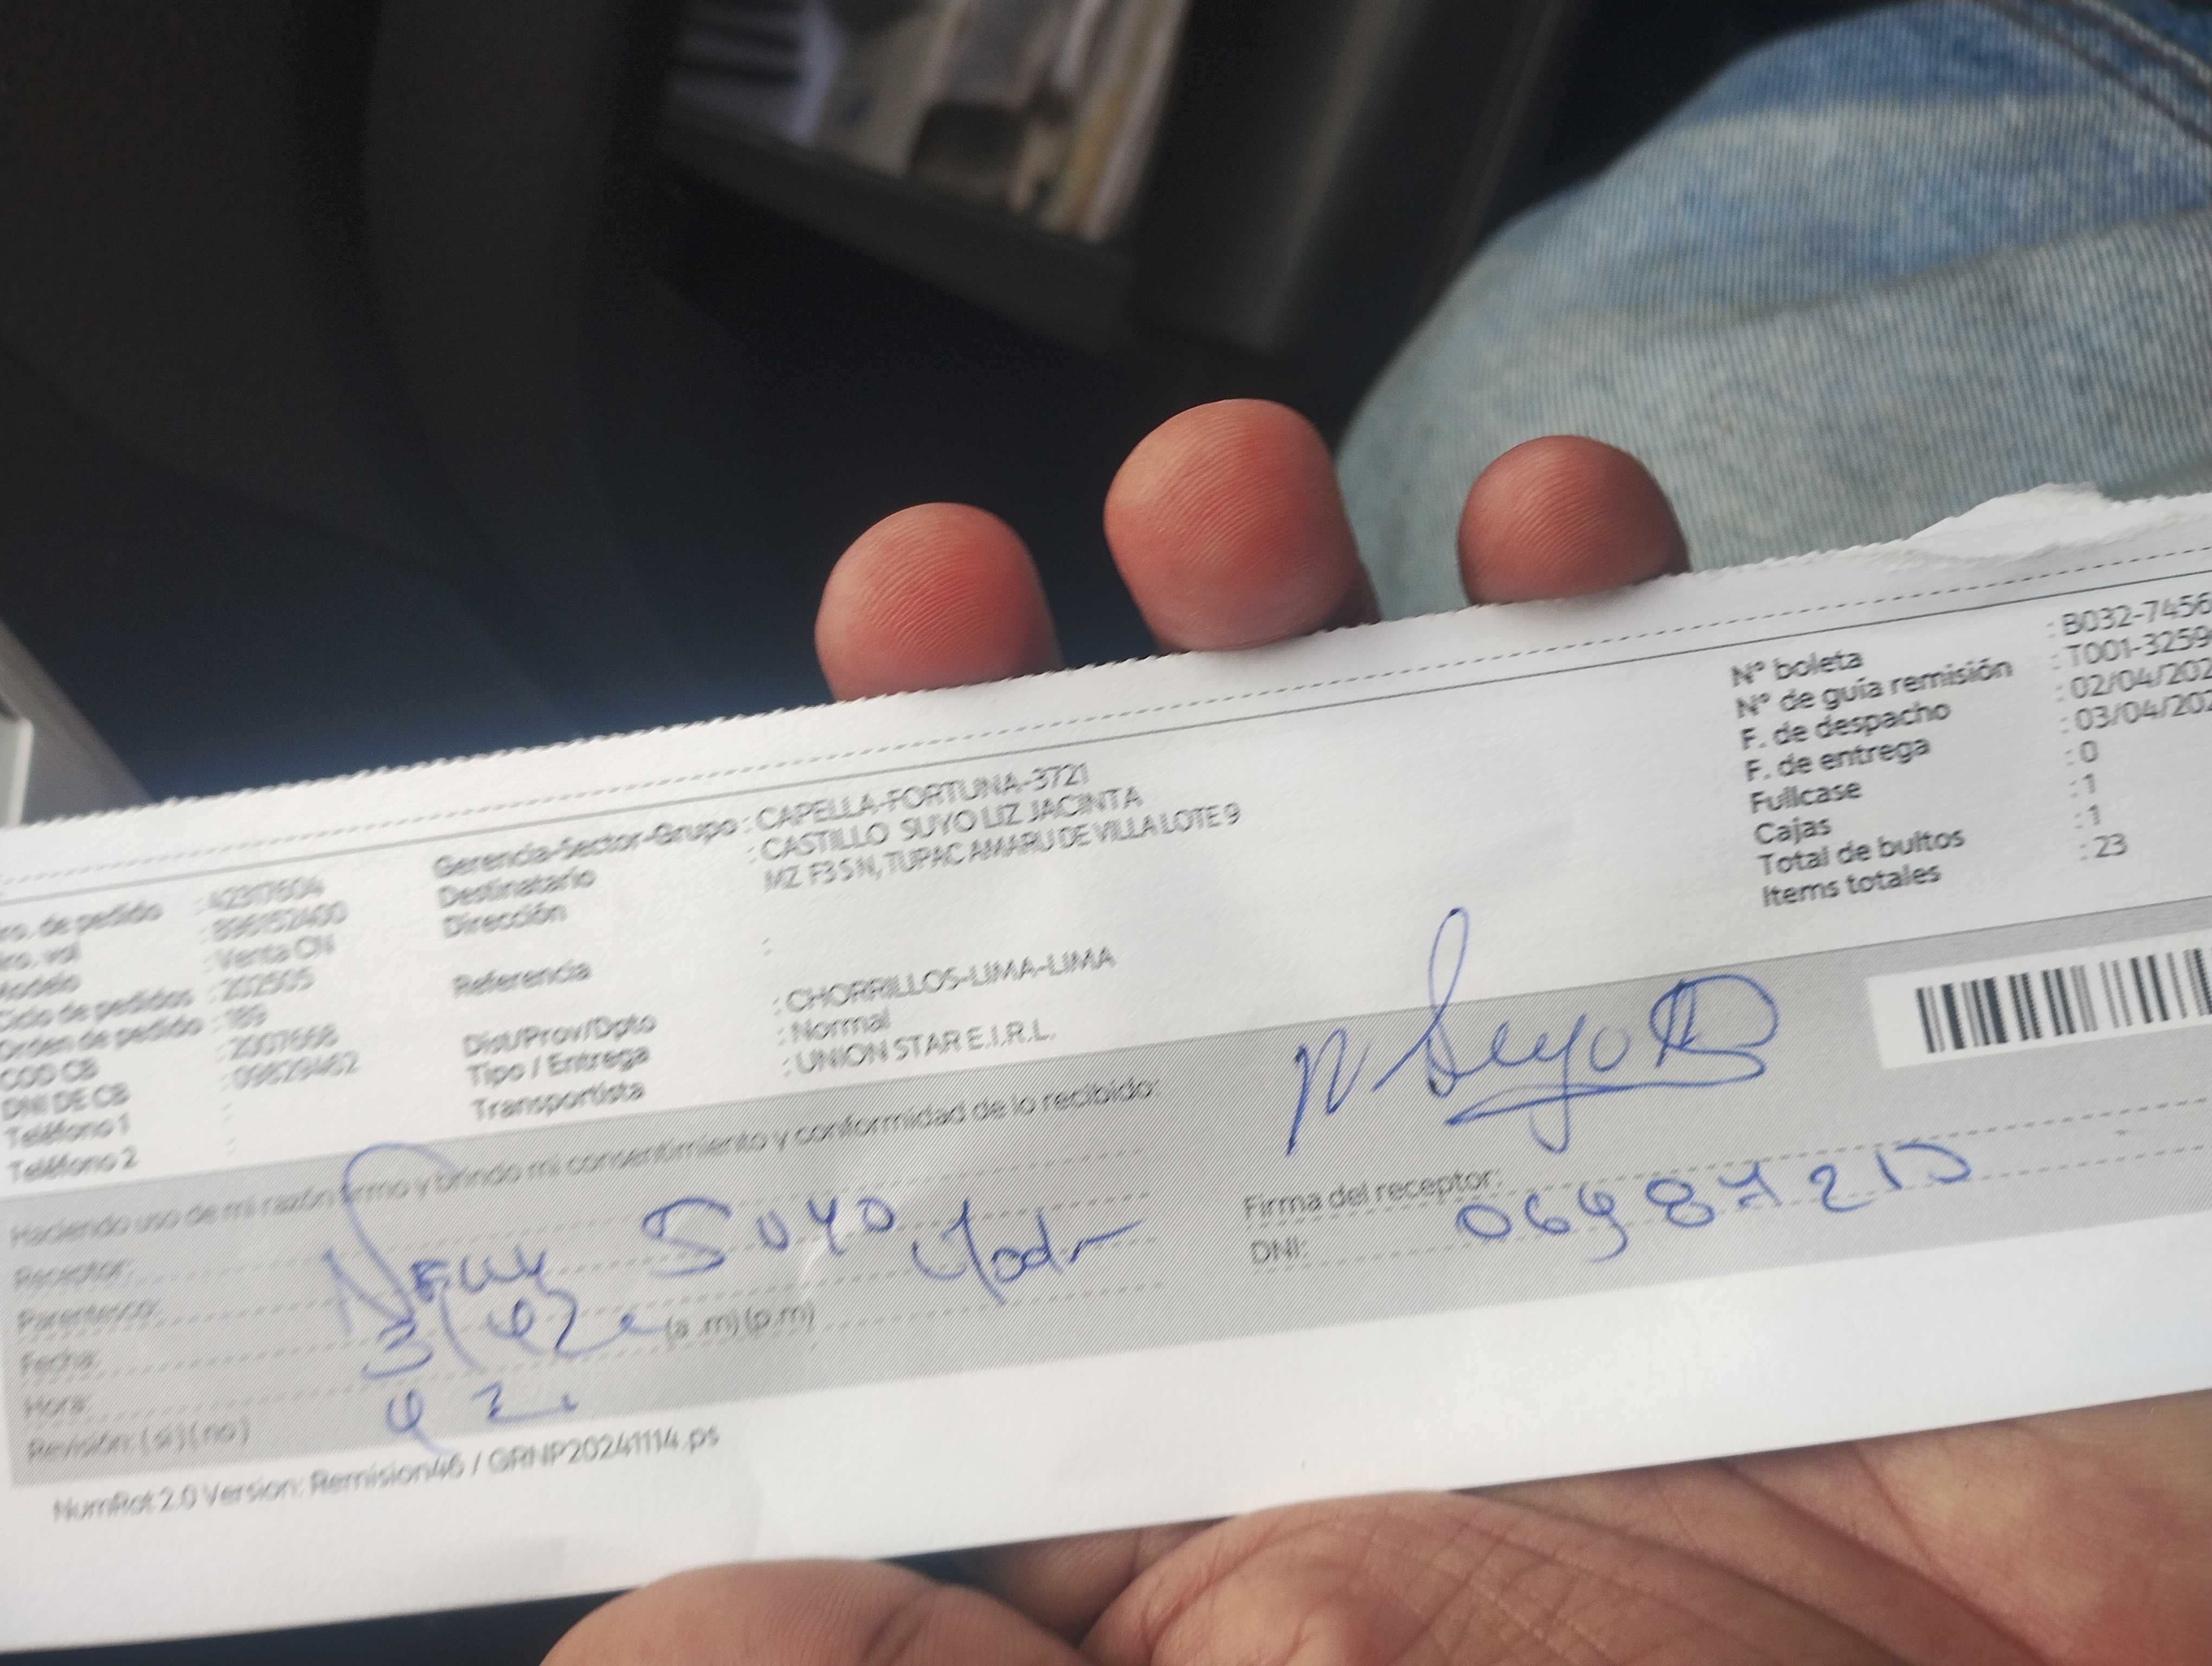 Nro. de pedido : 42317604
Nro. vol : 896152400
Modelo : Venta CN
Ciclo de pedidos : 202505
Orden de pedido : 189
COD CB : 2007668
DNI DE CB : 09829462
Teléfono 1 :
Teléfono 2 :
Gerencia-Sector-Grupo : CAPELLA-FORTUNA-3721
Destinatario : CASTILLO SUYO LIZ JACINTA
Dirección MZ F3 SN, TUPAC AMARU DE VILLA LOTE 9
Referencia :
Dist/Prov/Dpto : CHORRILLOS-LIMA-LIMA
Tipo / Entrega : Normal
Transportista : UNION STAR E.I.R.L.
N° boleta : B032-7456
N° de guía remisión : T001-3259
F. de despacho : 02/04/202
F. de entrega : 03/04/202
Fullcase : 0
Cajas : 1
Total de bultos : 1
Items totales : 23
Haciendo uso de mi razón firmo y brindo mi consentimiento y conformidad de lo recibido:
Receptor: Suyo
Parentesco:
Fecha: 3/4/2
Hora: (a .m) (p.m)
Revisión: ( si ) ( no )
Suyo
Firma del receptor:
DNI:
NumRot 2.0 Version: Remision46 / GRNP20241114.ps